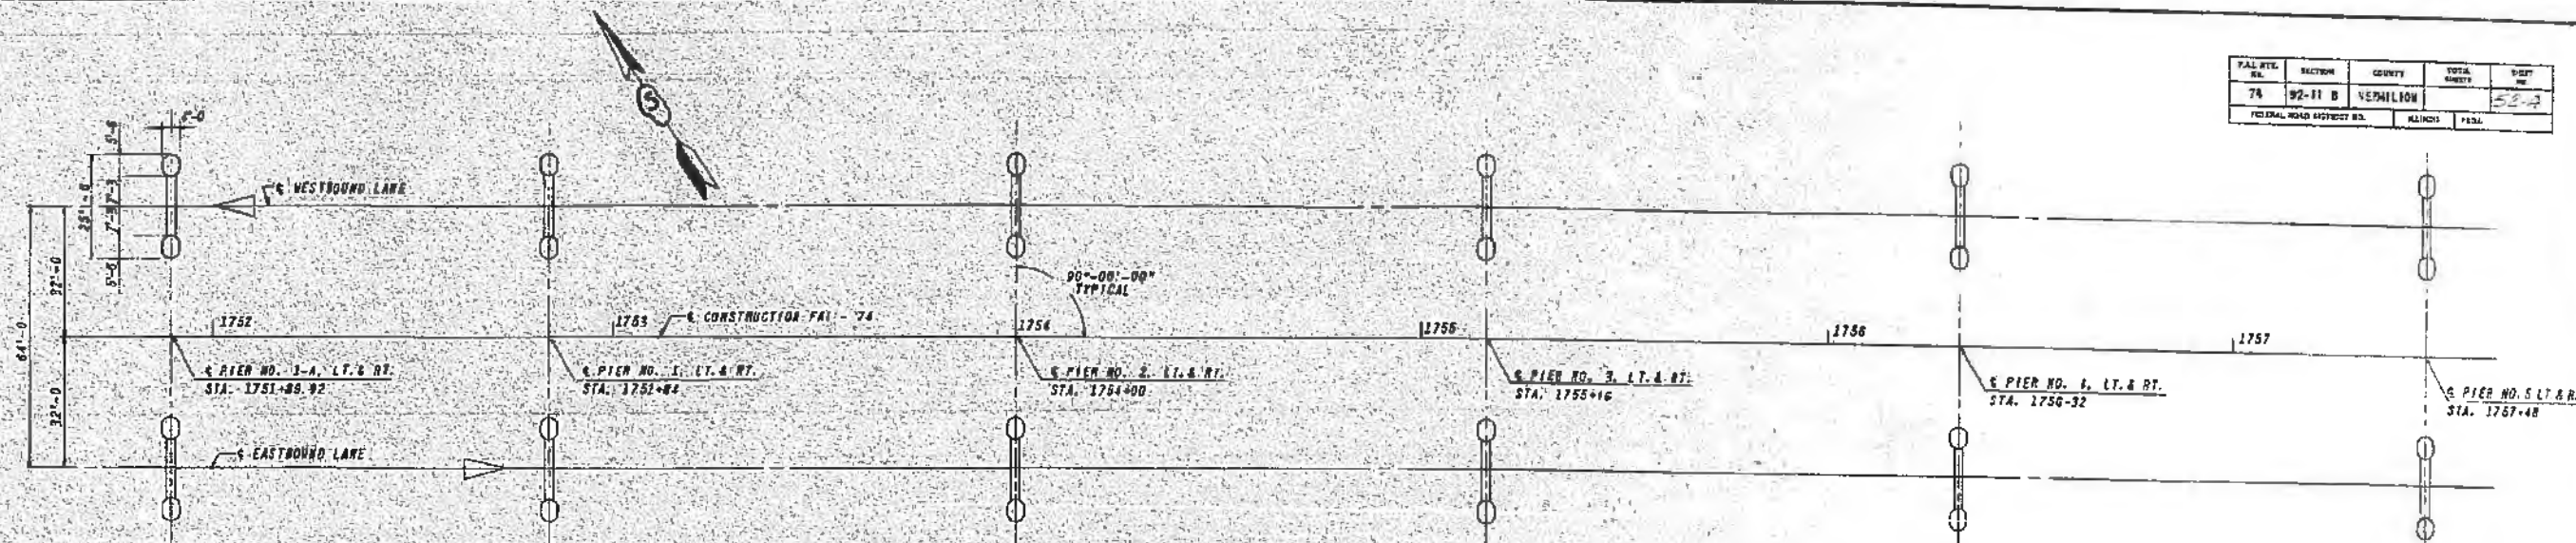 F.A.I. RTE. NO. SECTION COUNTY TOTAL SHEETS SHEET NO.
74 92-11 B VERMILION 52-A
FEDERAL ROAD DISTRICT NO. ILLINOIS
S
5'-6
25'-0
7'-3
5'-6
℄ WESTBOUND LANE
32'-0
64'-0
32'-0
90°-00'-00"
TYPICAL
1752
1753
℄ CONSTRUCTION FAI - 74
1754
1755
1756
1757
℄ PIER NO. 1-A, LT. & RT.
STA. 1751+89.92
℄ PIER NO. 1, LT. & RT.
STA. 1752+84
℄ PIER NO. 2, LT. & RT.
STA. 1754+00
℄ PIER NO. 3, LT. & RT.
STA. 1755+16
℄ PIER NO. 4, LT. & RT.
STA. 1756+32
℄ PIER NO. 5 LT. & R
STA. 1757+48
℄ EASTBOUND LANE